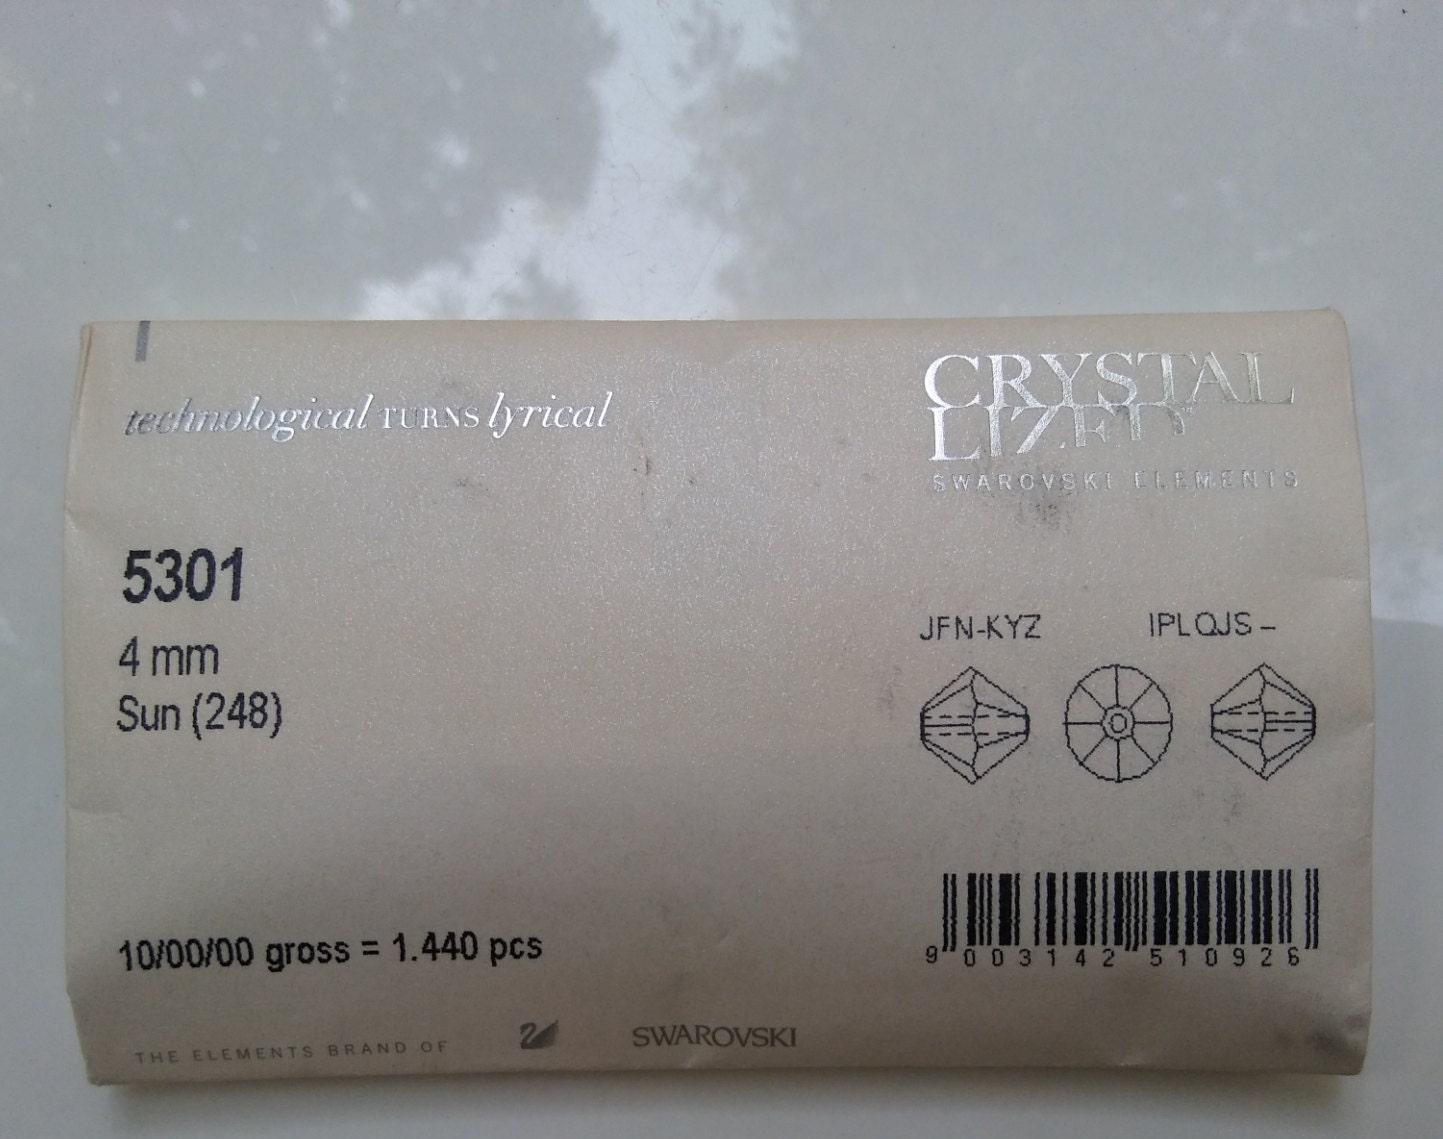 technological TURNS lyrical
CRYSTAL
LIZED™
SWAROVSKI ELEMENTS
5301
4 mm
Sun (248)
JFN-KYZ IPLQJS-
10/00/00 gross = 1.440 pcs
9 003142 510926
THE ELEMENTS BRAND OF SWAROVSKI